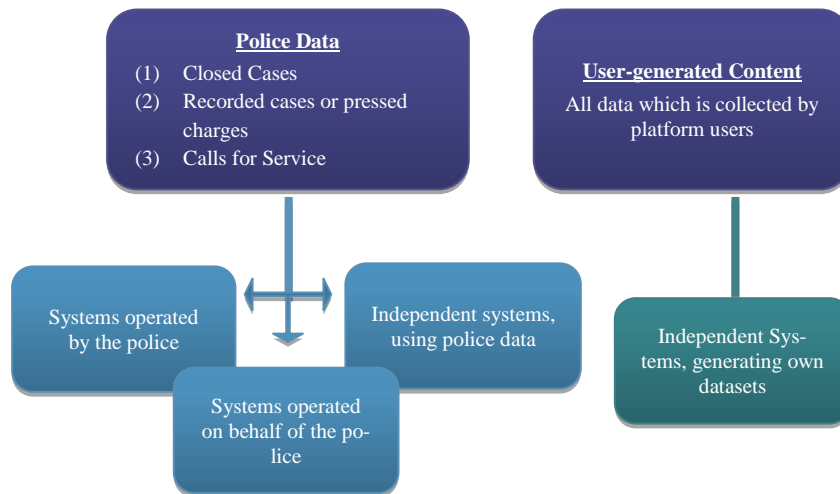 Police Data
(1) Closed Cases
(2) Recorded cases or pressed
charges
(3) Calls for Service
User-generated Content
All data which is collected by
platform users
Systems operated
by the police
Independent systems,
using police data
Systems operated
on behalf of the po-
lice
Independent Sys-
tems, generating own
datasets